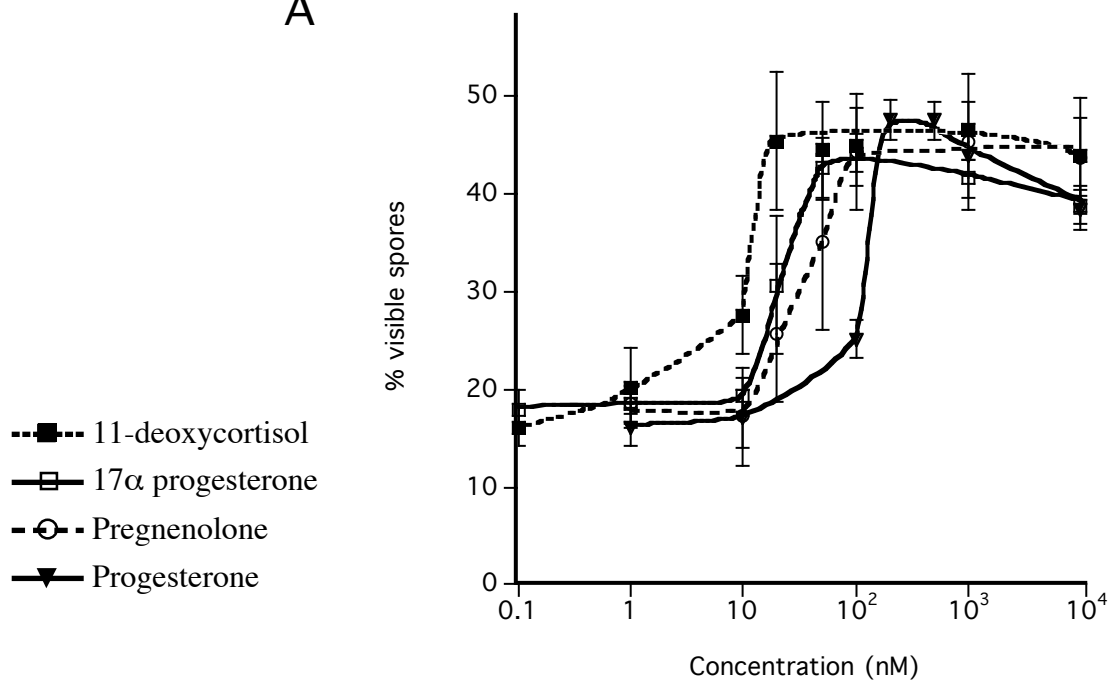 A
50
40
30
20
10
0
% visible spores
0.1 1 10 10² 10³ 10⁴
Concentration (nM)
11-deoxycortisol
17α progesterone
Pregnenolone
Progesterone